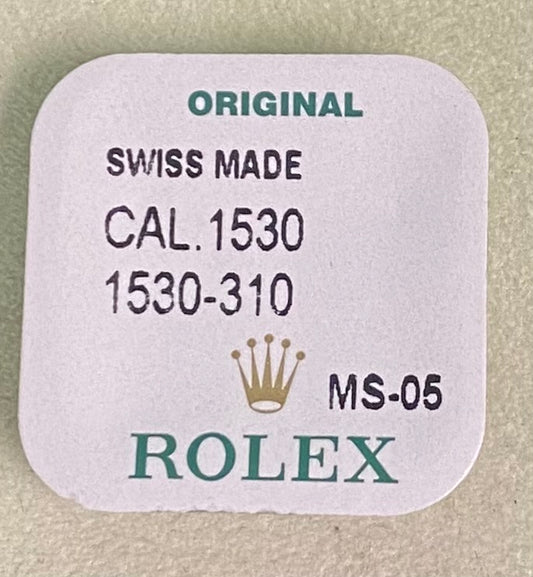 ORIGINAL
SWISS MADE
CAL.1530
1530-310
MS-05
ROLEX